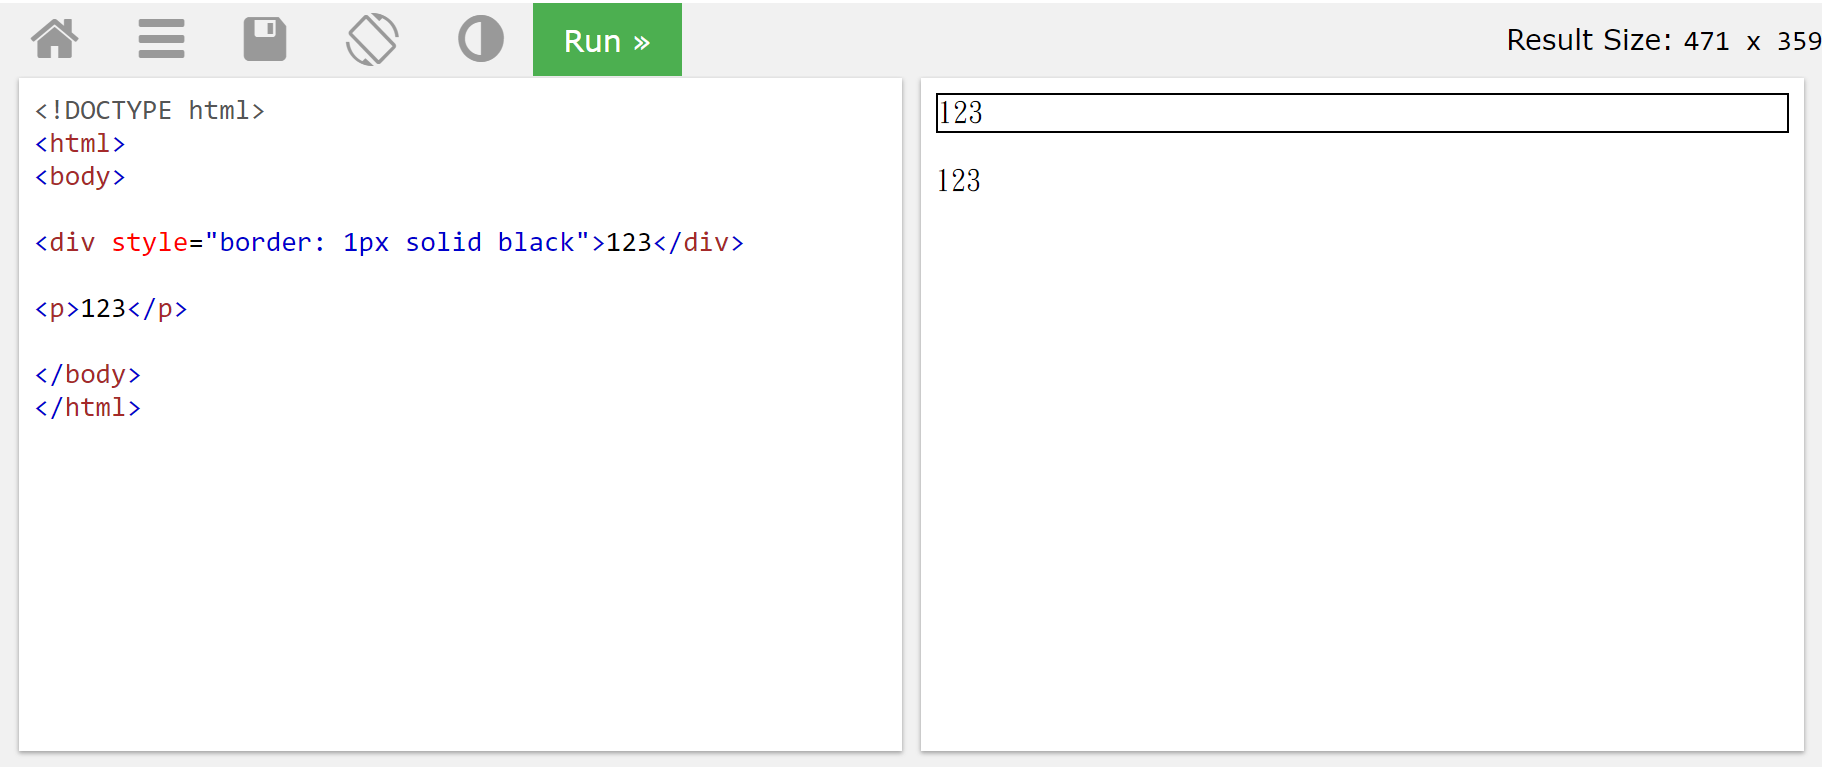 Run »
Result Size: 471 x 359
<!DOCTYPE html>
<html>
<body>
<div style="border: 1px solid black">123</div>
<p>123</p>
</body>
</html>
123
123